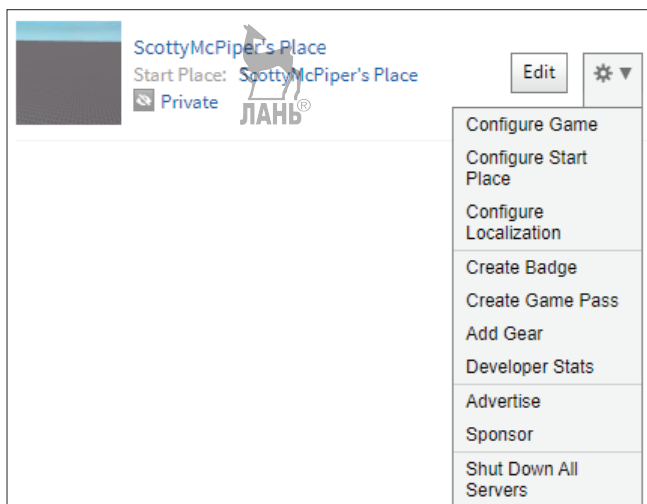 ScottyMcPiper's Place
Start Place: ScottyMcPiper's Place
Private
ЛАНЬ®
Edit
Configure Game
Configure Start
Place
Configure
Localization
Create Badge
Create Game Pass
Add Gear
Developer Stats
Advertise
Sponsor
Shut Down All
Servers